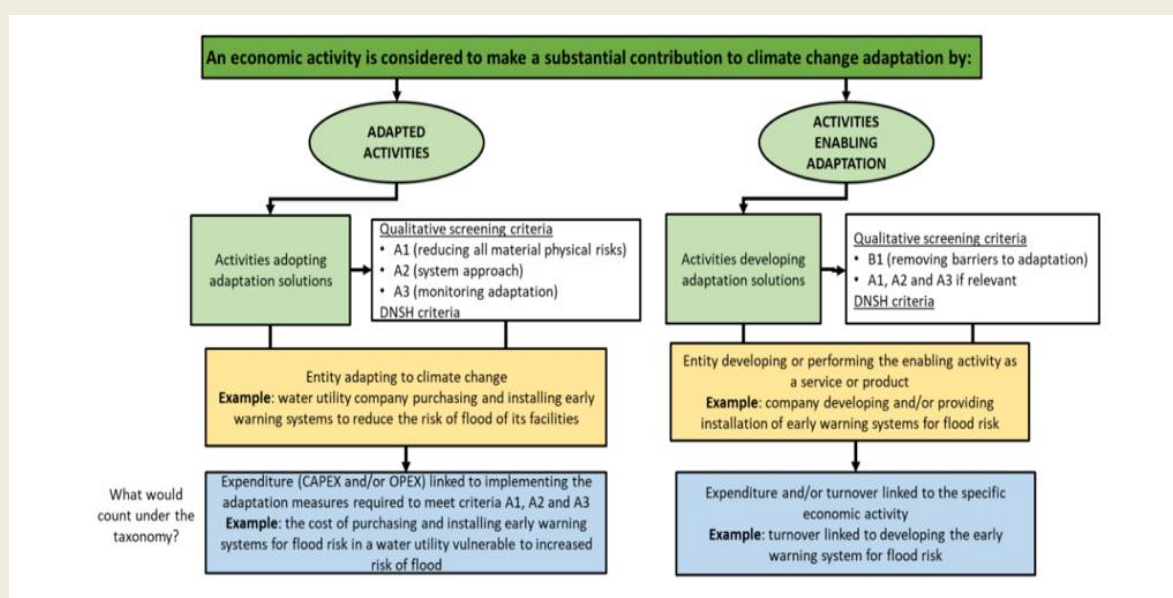 An economic activity is considered to make a substantial contribution to climate change adaptation by:
ADAPTED
ACTIVITIES
ACTIVITIES
ENABLING
ADAPTATION
Activities adopting
adaptation solutions
Qualitative screening criteria
• A1 (reducing all material physical risks)
• A2 (system approach)
• A3 (monitoring adaptation)
DNSH criteria
Activities developing
adaptation solutions
Qualitative screening criteria
• B1 (removing barriers to adaptation)
• A1, A2 and A3 if relevant
DNSH criteria
Entity adapting to climate change
Example: water utility company purchasing and installing early
warning systems to reduce the risk of flood of its facilities
Entity developing or performing the enabling activity as
a service or product
Example: company developing and/or providing
installation of early warning systems for flood risk
What would
count under the
taxonomy?
Expenditure (CAPEX and/or OPEX) linked to implementing the
adaptation measures required to meet criteria A1, A2 and A3
Example: the cost of purchasing and installing early warning
systems for flood risk in a water utility vulnerable to increased
risk of flood
Expenditure and/or turnover linked to the specific
economic activity
Example: turnover linked to developing the early
warning system for flood risk